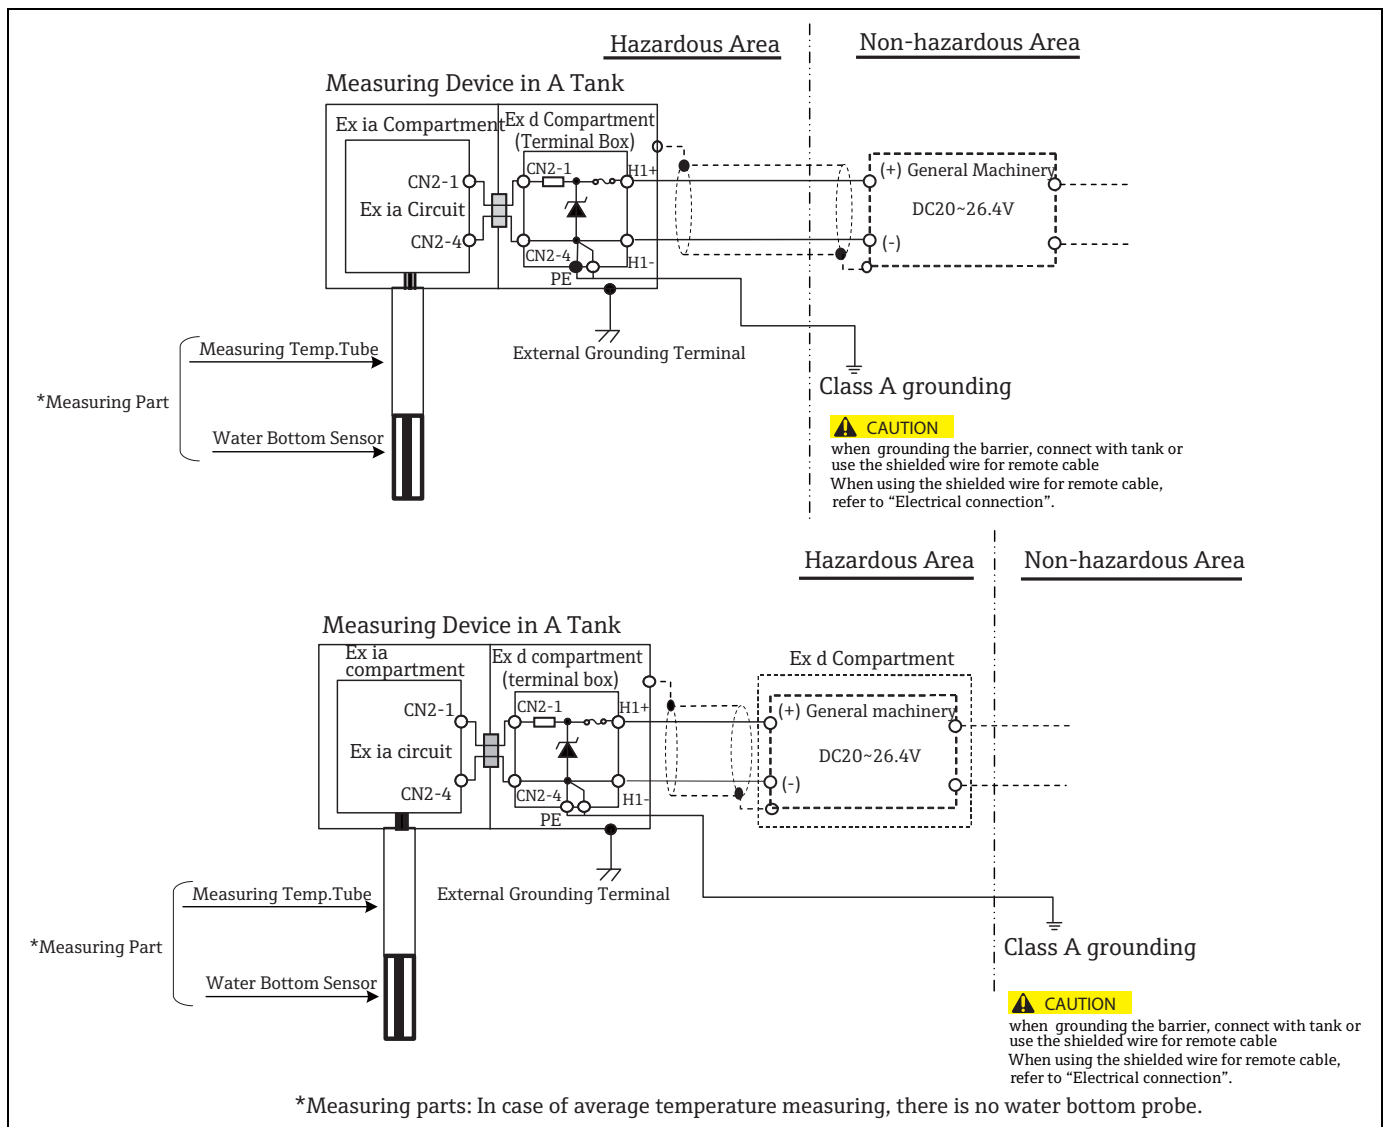 Hazardous Area
Non-hazardous Area
Measuring Device in A Tank
Ex ia Compartment
Ex d Compartment
(Terminal Box)
CN2-1
CN2-1
H1+
(+) General Machinery
Ex ia Circuit
DC20~26.4V
CN2-4
CN2-4
H1-
(-)
PE
Measuring Temp.Tube
External Grounding Terminal
*Measuring Part
Class A grounding
Water Bottom Sensor
CAUTION
when grounding the barrier, connect with tank or
use the shielded wire for remote cable
When using the shielded wire for remote cable,
refer to “Electrical connection”.
Hazardous Area
Non-hazardous Area
Measuring Device in A Tank
Ex ia
compartment
Ex d compartment
(terminal box)
Ex d Compartment
CN2-1
CN2-1
H1+
(+) General machinery
Ex ia circuit
DC20~26.4V
CN2-4
CN2-4
H1-
(-)
PE
Measuring Temp.Tube
External Grounding Terminal
*Measuring Part
Class A grounding
Water Bottom Sensor
CAUTION
when grounding the barrier, connect with tank or
use the shielded wire for remote cable
When using the shielded wire for remote cable,
refer to “Electrical connection”.
*Measuring parts: In case of average temperature measuring, there is no water bottom probe.